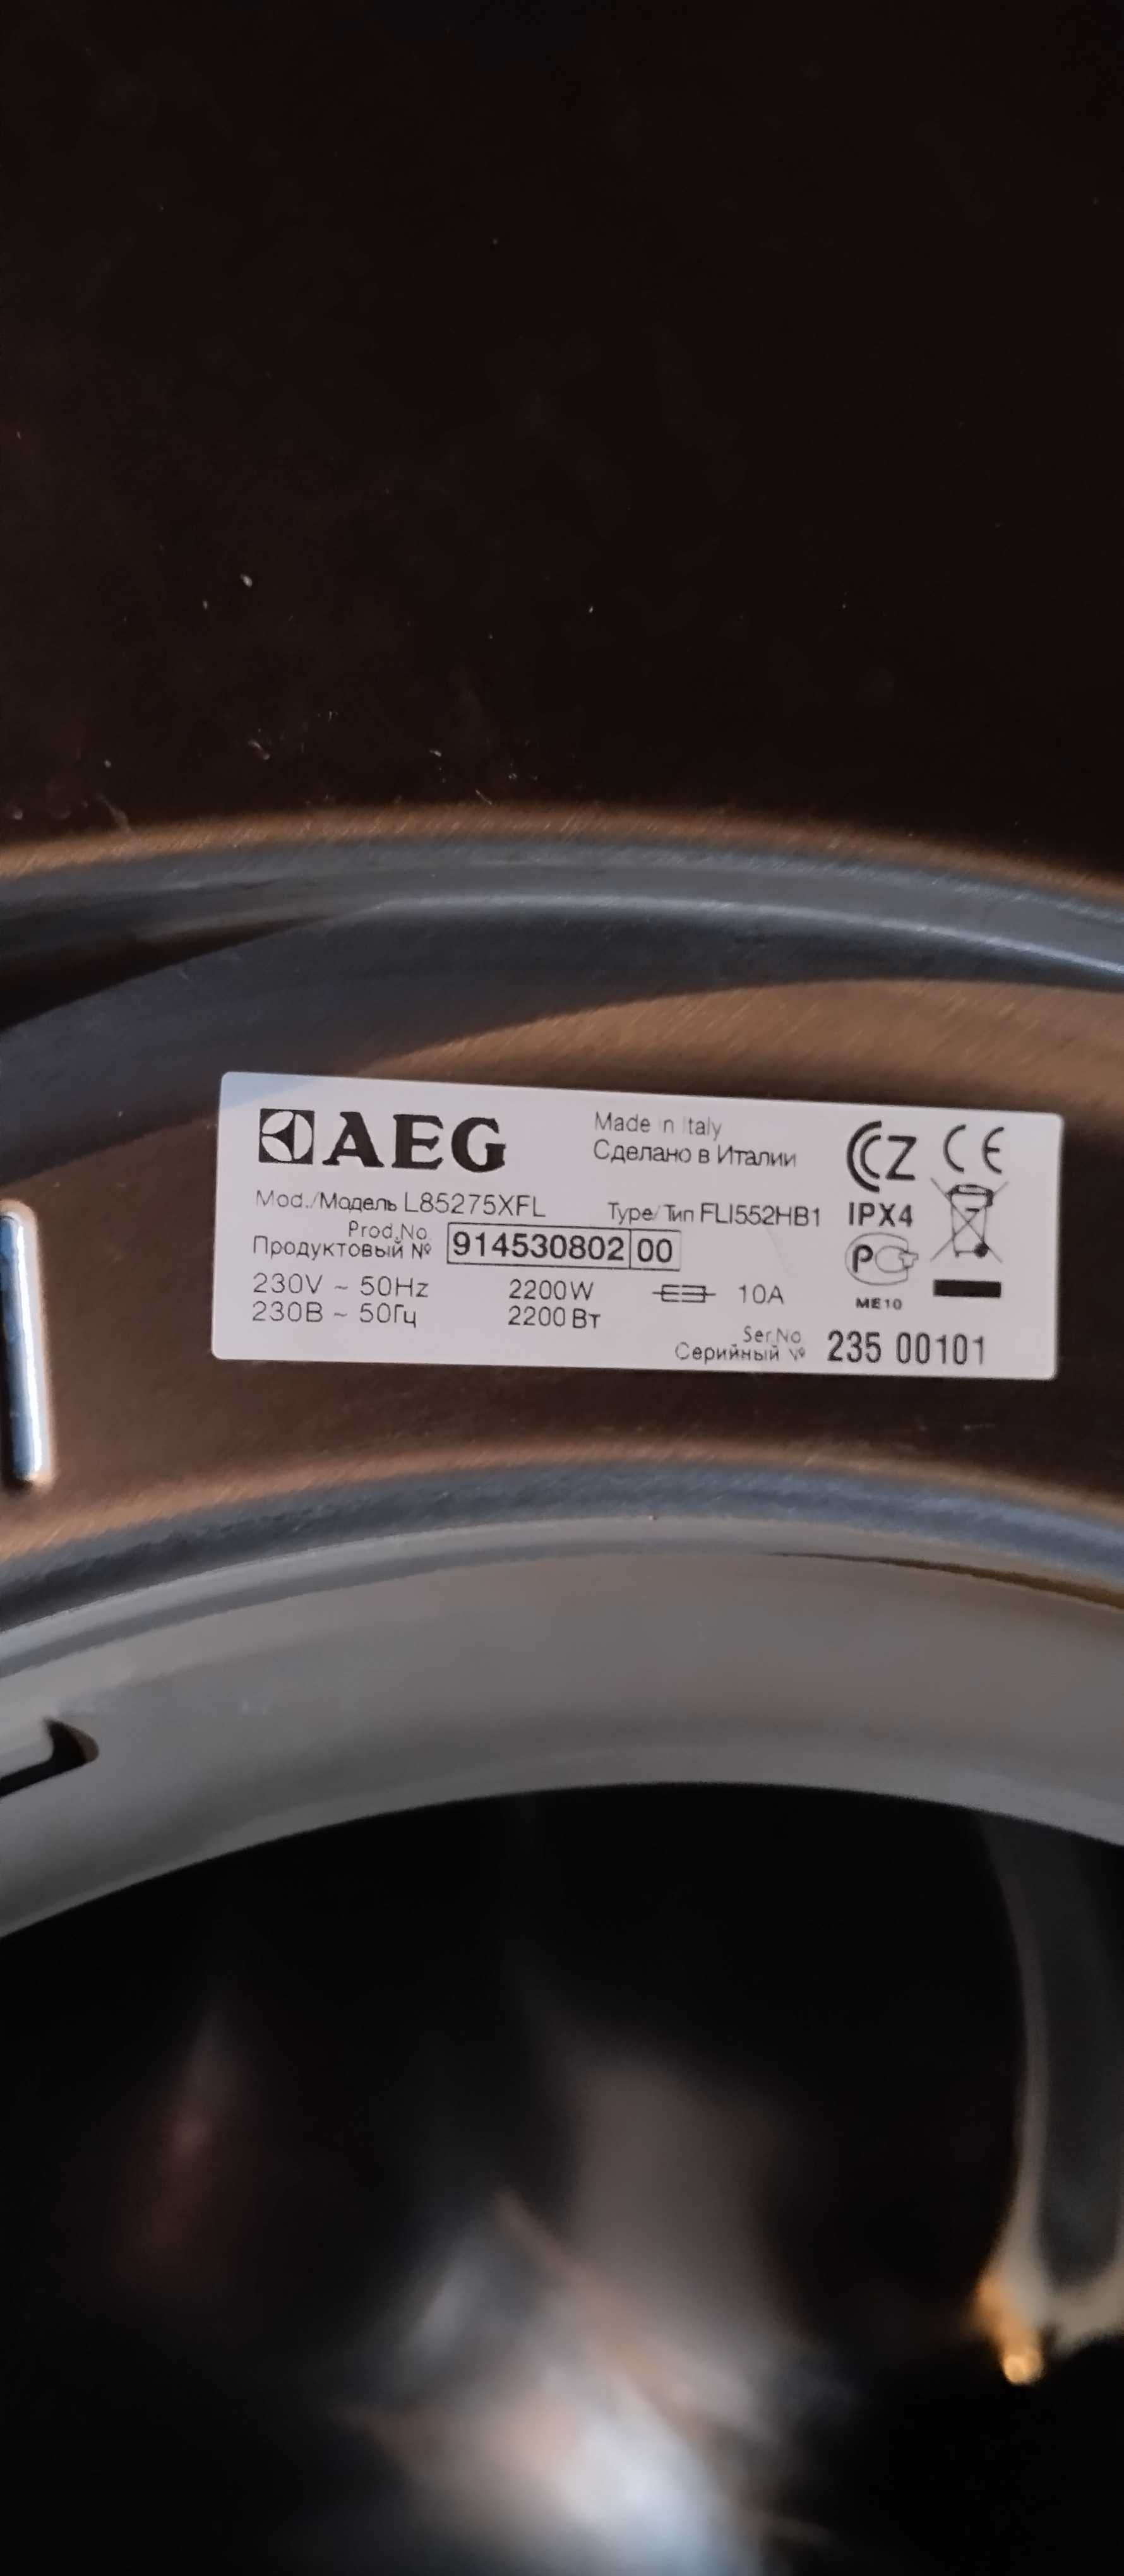 AEG
Made in Italy
Сделано в Италии
CE
Mod./Модель L85275XFL
Type/Тип FLI552HB1
IPX4
Prod.No.
Продуктовый № 914530802 00
230V ~ 50Hz 2200W 10A
230В ~ 50Гц 2200 Вт
ME10
Ser.No.
Серийный № 235 00101